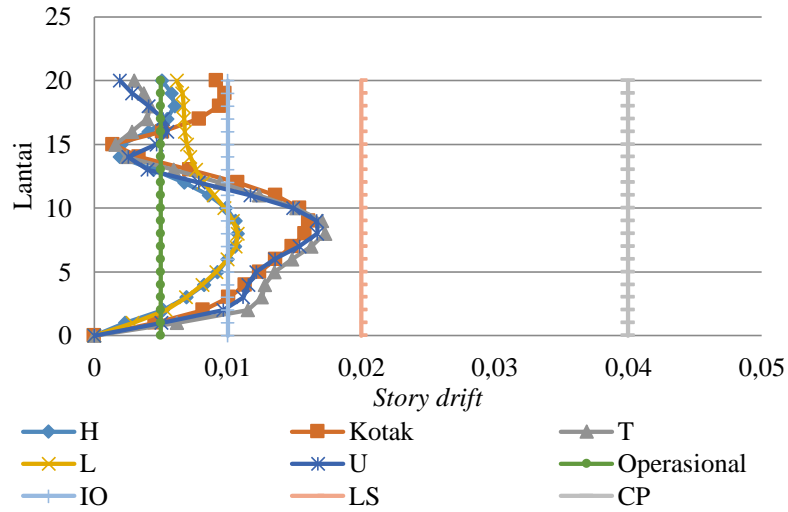 25
20
15
10
5
0
Lantai
0 0,01 0,02 0,03 0,04 0,05
Story drift
H Kotak T
L U Operasional
IO LS CP